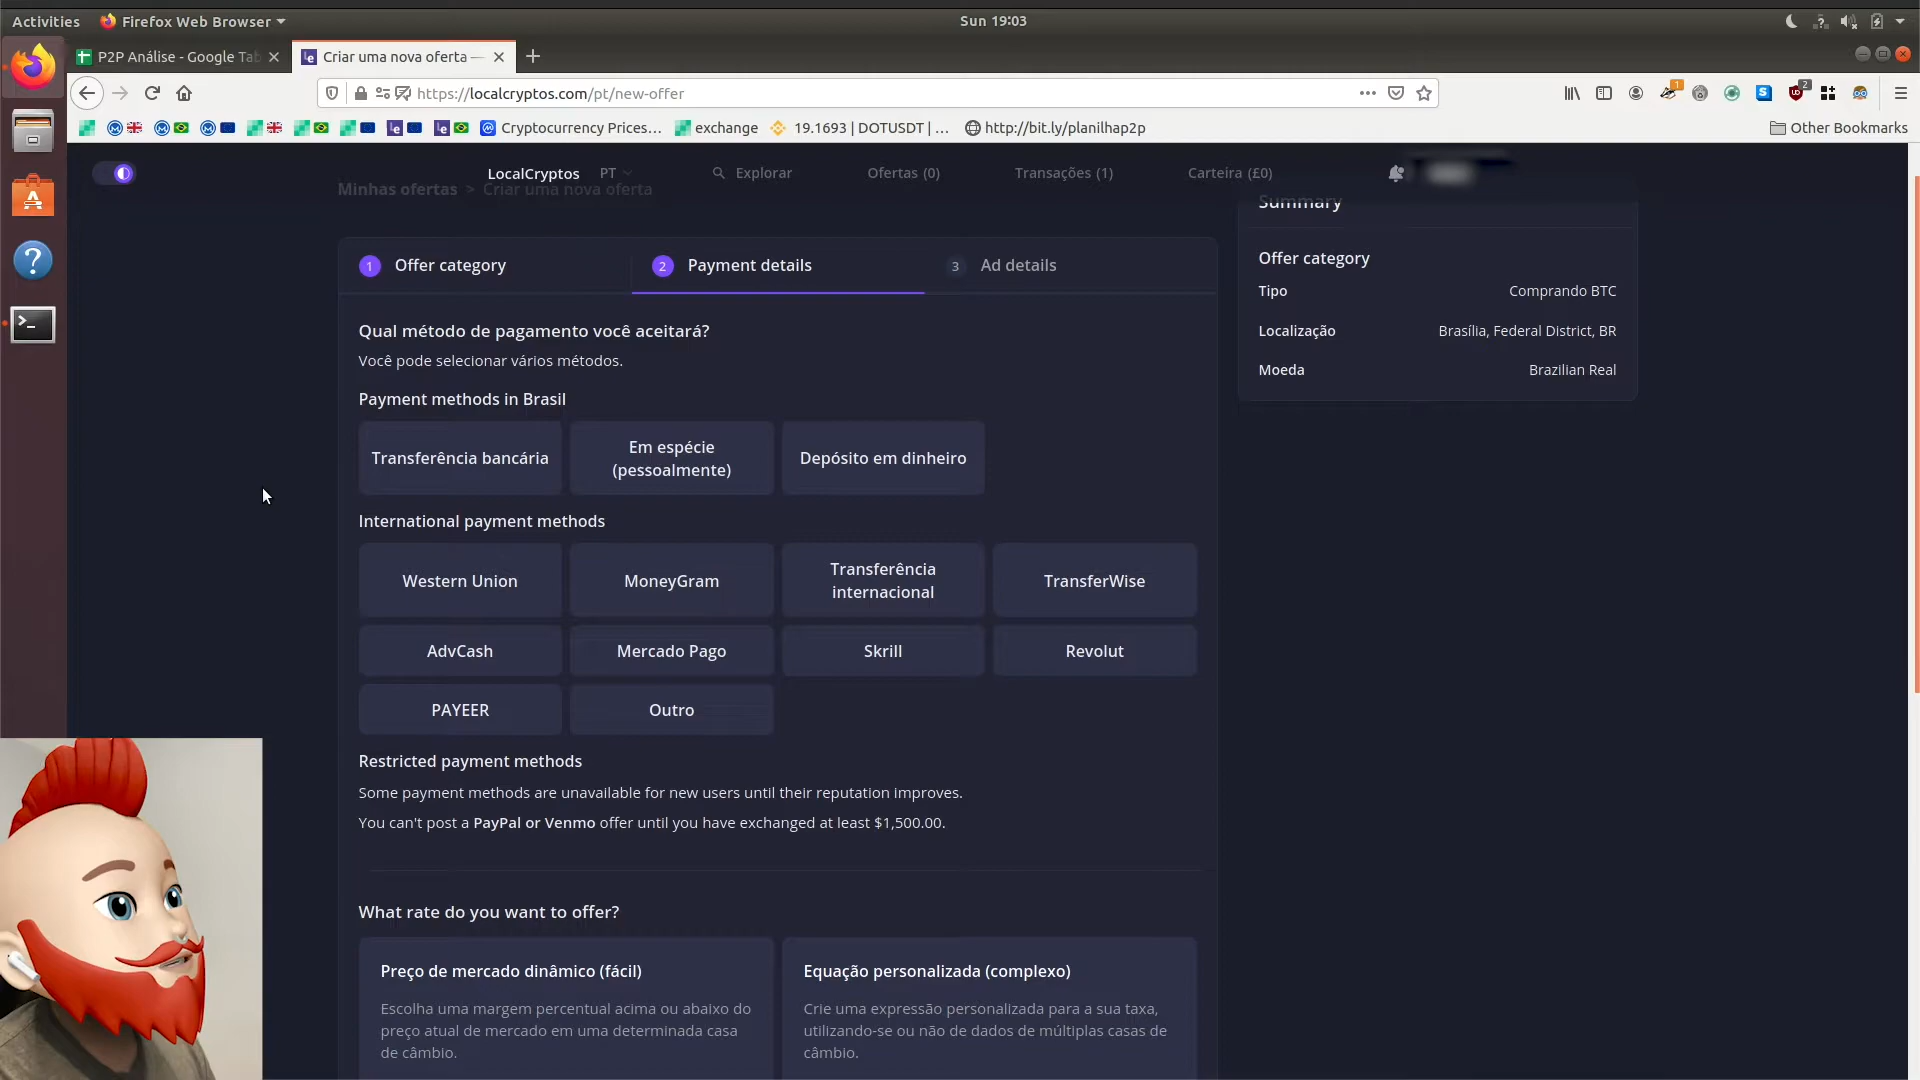 Activities
Firefox Web Browser
Sun 19:03
P2P Análise - Google Tab
Criar uma nova oferta —
https://localcryptos.com/pt/new-offer
1
2
Cryptocurrency Prices...
exchange
19.1693 | DOTUSDT | ...
http://bit.ly/planilhap2p
Other Bookmarks
LocalCryptos
PT
Explorar
Ofertas (0)
Transações (1)
Carteira (£0)
Minhas ofertas > Criar uma nova oferta
1 Offer category
2 Payment details
3 Ad details
Qual método de pagamento você aceitará?
Você pode selecionar vários métodos.
Payment methods in Brasil
Transferência bancária
Em espécie
(pessoalmente)
Depósito em dinheiro
International payment methods
Western Union
MoneyGram
Transferência
internacional
TransferWise
AdvCash
Mercado Pago
Skrill
Revolut
PAYEER
Outro
Restricted payment methods
Some payment methods are unavailable for new users until their reputation improves.
You can't post a PayPal or Venmo offer until you have exchanged at least $1,500.00.
What rate do you want to offer?
Preço de mercado dinâmico (fácil)
Escolha uma margem percentual acima ou abaixo do
preço atual de mercado em uma determinada casa
de câmbio.
Equação personalizada (complexo)
Crie uma expressão personalizada para a sua taxa,
utilizando-se ou não de dados de múltiplas casas de
câmbio.
Summary
Offer category
Tipo
Comprando BTC
Localização
Brasília, Federal District, BR
Moeda
Brazilian Real